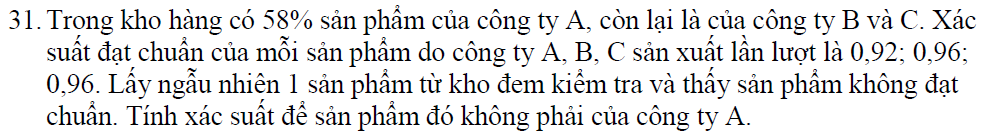 31. Trong kho hàng có 58% sản phẩm của công ty A, còn lại là của công ty B và C. Xác
suất đạt chuẩn của mỗi sản phẩm do công ty A, B, C sản xuất lần lượt là 0,92; 0,96;
0,96. Lấy ngẫu nhiên 1 sản phẩm từ kho đem kiểm tra và thấy sản phẩm không đạt
chuẩn. Tính xác suất để sản phẩm đó không phải của công ty A.